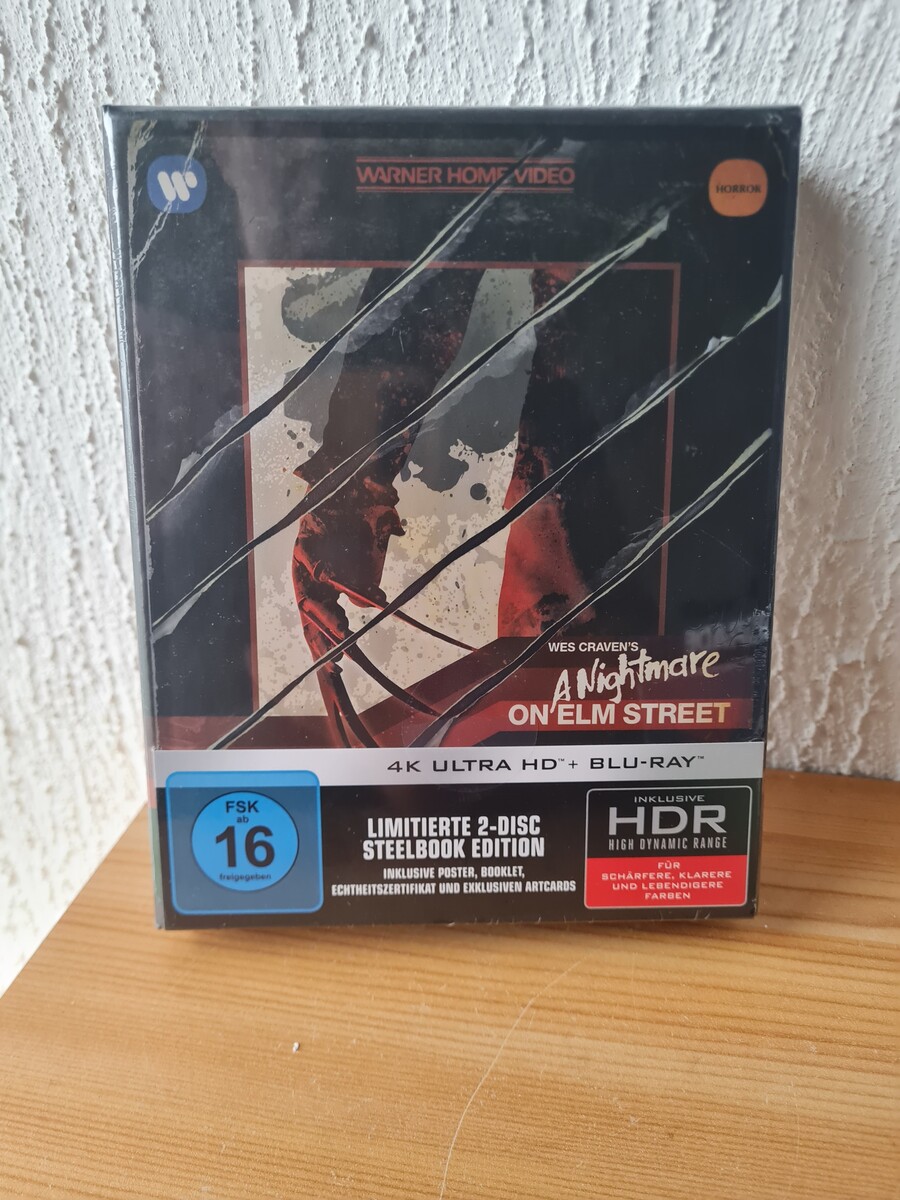 WARNER HOME VIDEO
HORROR
WES CRAVEN'S
A Nightmare
ON ELM STREET
4K ULTRA HD™ + BLU-RAY™
FSK
ab
16
freigegeben
LIMITIERTE 2-DISC
STEELBOOK EDITION
INKLUSIVE POSTER, BOOKLET,
ECHTHEITSZERTIFIKAT UND EXKLUSIVEN ARTCARDS
INKLUSIVE
HDR
HIGH DYNAMIC RANGE
FÜR
SCHÄRFERE, KLARERE
UND LEBENDIGERE
FARBEN